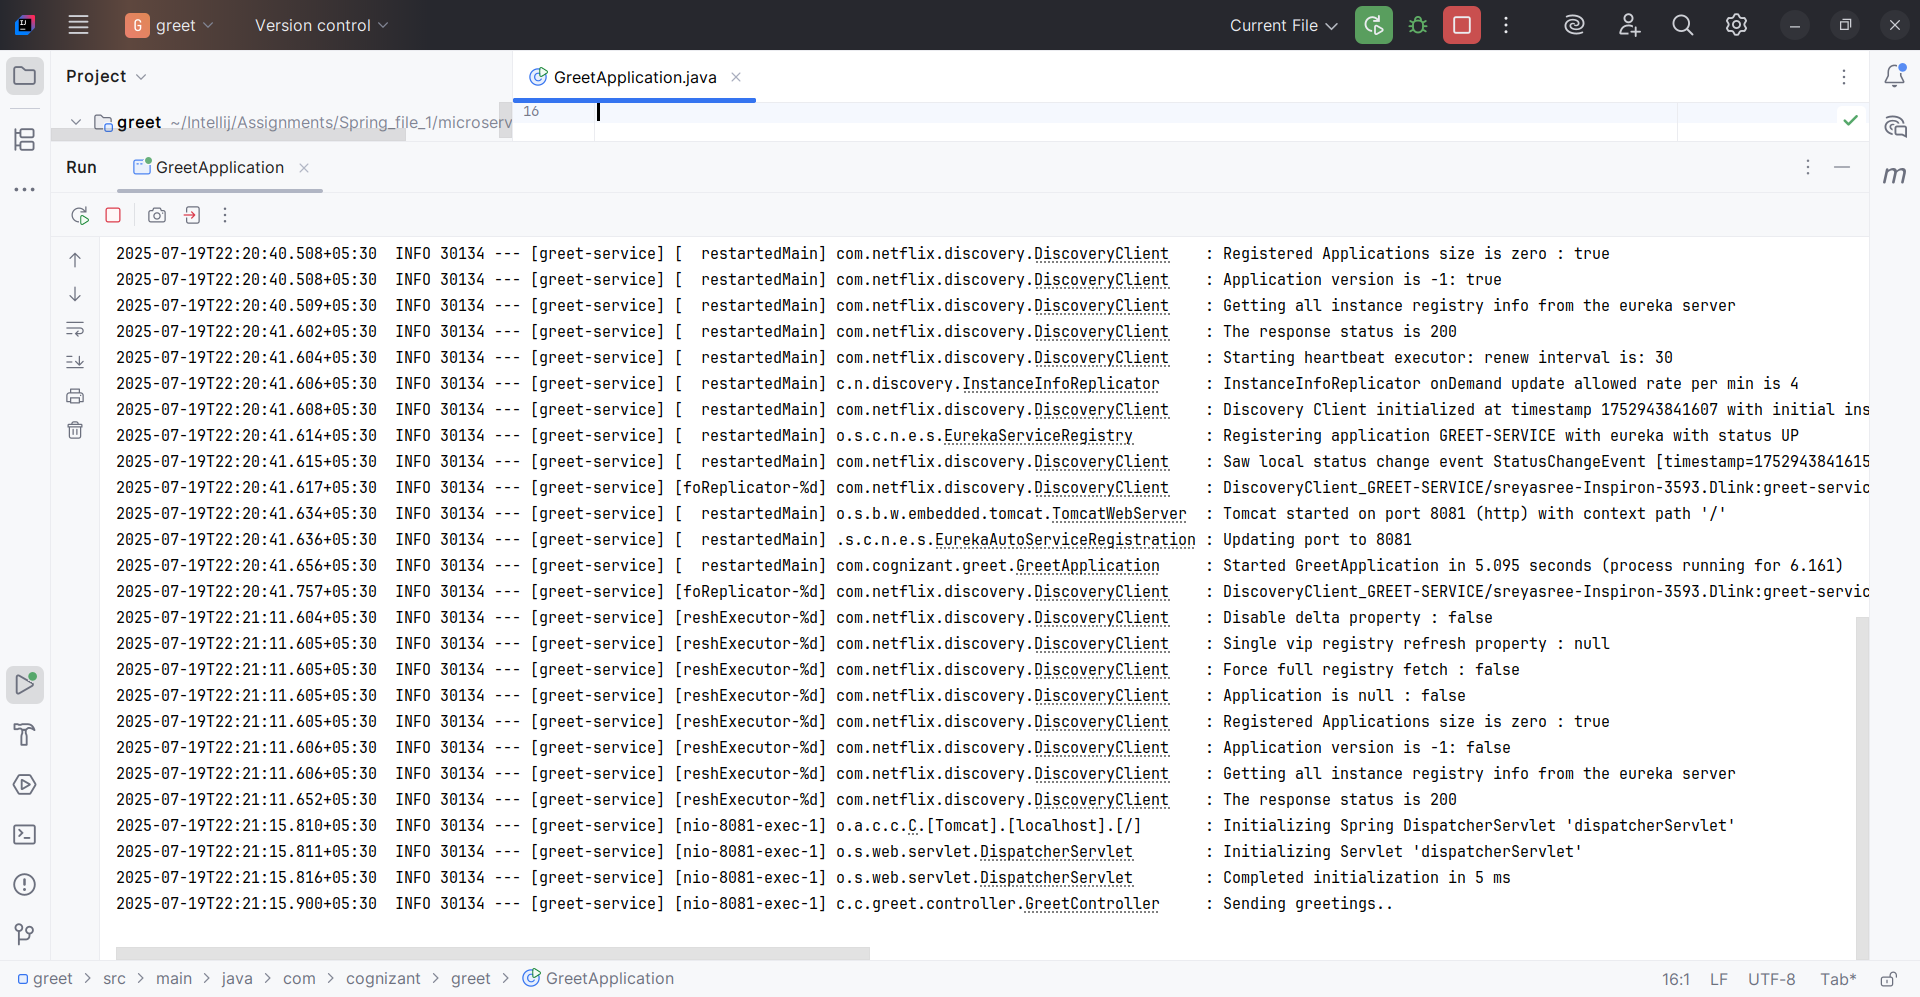 G greet Version control Current File
Project
GreetApplication.java
greet ~/Intellij/Assignments/Spring_file_1/microserv
16
Run GreetApplication
2025-07-19T22:20:40.508+05:30  INFO 30134 --- [greet-service] [  restartedMain] com.netflix.discovery.DiscoveryClient    : Registered Applications size is zero : true
2025-07-19T22:20:40.508+05:30  INFO 30134 --- [greet-service] [  restartedMain] com.netflix.discovery.DiscoveryClient    : Application version is -1: true
2025-07-19T22:20:40.509+05:30  INFO 30134 --- [greet-service] [  restartedMain] com.netflix.discovery.DiscoveryClient    : Getting all instance registry info from the eureka server
2025-07-19T22:20:41.602+05:30  INFO 30134 --- [greet-service] [  restartedMain] com.netflix.discovery.DiscoveryClient    : The response status is 200
2025-07-19T22:20:41.604+05:30  INFO 30134 --- [greet-service] [  restartedMain] com.netflix.discovery.DiscoveryClient    : Starting heartbeat executor: renew interval is: 30
2025-07-19T22:20:41.606+05:30  INFO 30134 --- [greet-service] [  restartedMain] c.n.discovery.InstanceInfoReplicator     : InstanceInfoReplicator onDemand update allowed rate per min is 4
2025-07-19T22:20:41.608+05:30  INFO 30134 --- [greet-service] [  restartedMain] com.netflix.discovery.DiscoveryClient    : Discovery Client initialized at timestamp 1752943841607 with initial ins
2025-07-19T22:20:41.614+05:30  INFO 30134 --- [greet-service] [  restartedMain] o.s.c.n.e.s.EurekaServiceRegistry        : Registering application GREET-SERVICE with eureka with status UP
2025-07-19T22:20:41.615+05:30  INFO 30134 --- [greet-service] [  restartedMain] com.netflix.discovery.DiscoveryClient    : Saw local status change event StatusChangeEvent [timestamp=1752943841615
2025-07-19T22:20:41.617+05:30  INFO 30134 --- [greet-service] [foReplicator-%d] com.netflix.discovery.DiscoveryClient    : DiscoveryClient_GREET-SERVICE/sreyasree-Inspiron-3593.Dlink:greet-servic
2025-07-19T22:20:41.634+05:30  INFO 30134 --- [greet-service] [  restartedMain] o.s.b.w.embedded.tomcat.TomcatWebServer  : Tomcat started on port 8081 (http) with context path '/'
2025-07-19T22:20:41.636+05:30  INFO 30134 --- [greet-service] [  restartedMain] .s.c.n.e.s.EurekaAutoServiceRegistration : Updating port to 8081
2025-07-19T22:20:41.656+05:30  INFO 30134 --- [greet-service] [  restartedMain] com.cognizant.greet.GreetApplication     : Started GreetApplication in 5.095 seconds (process running for 6.161)
2025-07-19T22:20:41.757+05:30  INFO 30134 --- [greet-service] [foReplicator-%d] com.netflix.discovery.DiscoveryClient    : DiscoveryClient_GREET-SERVICE/sreyasree-Inspiron-3593.Dlink:greet-servic
2025-07-19T22:21:11.604+05:30  INFO 30134 --- [greet-service] [reshExecutor-%d] com.netflix.discovery.DiscoveryClient    : Disable delta property : false
2025-07-19T22:21:11.605+05:30  INFO 30134 --- [greet-service] [reshExecutor-%d] com.netflix.discovery.DiscoveryClient    : Single vip registry refresh property : null
2025-07-19T22:21:11.605+05:30  INFO 30134 --- [greet-service] [reshExecutor-%d] com.netflix.discovery.DiscoveryClient    : Force full registry fetch : false
2025-07-19T22:21:11.605+05:30  INFO 30134 --- [greet-service] [reshExecutor-%d] com.netflix.discovery.DiscoveryClient    : Application is null : false
2025-07-19T22:21:11.605+05:30  INFO 30134 --- [greet-service] [reshExecutor-%d] com.netflix.discovery.DiscoveryClient    : Registered Applications size is zero : true
2025-07-19T22:21:11.606+05:30  INFO 30134 --- [greet-service] [reshExecutor-%d] com.netflix.discovery.DiscoveryClient    : Application version is -1: false
2025-07-19T22:21:11.606+05:30  INFO 30134 --- [greet-service] [reshExecutor-%d] com.netflix.discovery.DiscoveryClient    : Getting all instance registry info from the eureka server
2025-07-19T22:21:11.652+05:30  INFO 30134 --- [greet-service] [reshExecutor-%d] com.netflix.discovery.DiscoveryClient    : The response status is 200
2025-07-19T22:21:15.810+05:30  INFO 30134 --- [greet-service] [nio-8081-exec-1] o.a.c.c.C.[Tomcat].[localhost].[/]       : Initializing Spring DispatcherServlet 'dispatcherServlet'
2025-07-19T22:21:15.811+05:30  INFO 30134 --- [greet-service] [nio-8081-exec-1] o.s.web.servlet.DispatcherServlet        : Initializing Servlet 'dispatcherServlet'
2025-07-19T22:21:15.816+05:30  INFO 30134 --- [greet-service] [nio-8081-exec-1] o.s.web.servlet.DispatcherServlet        : Completed initialization in 5 ms
2025-07-19T22:21:15.900+05:30  INFO 30134 --- [greet-service] [nio-8081-exec-1] c.c.greet.controller.GreetController     : Sending greetings..
greet > src > main > java > com > cognizant > greet > GreetApplication 16:1 LF UTF-8 Tab*